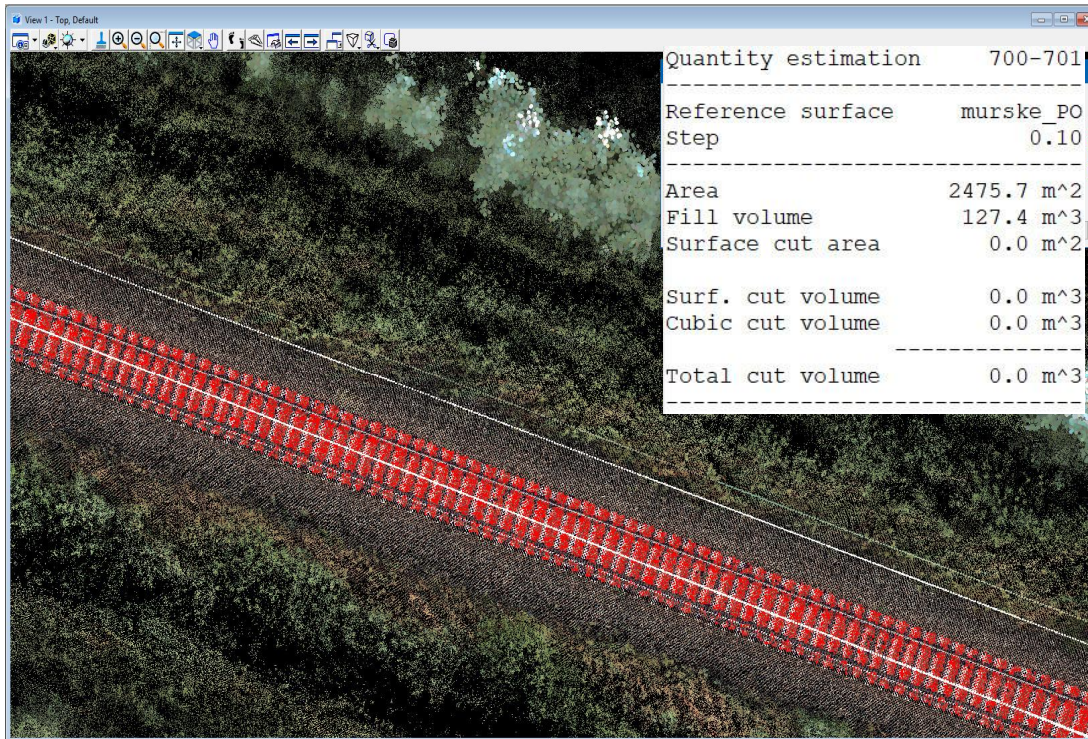 View 1 - Top, Default
Quantity estimation 700-701
Reference surface murske_PO
Step 0.10
Area 2475.7 m^2
Fill volume 127.4 m^3
Surface cut area 0.0 m^2
Surf. cut volume 0.0 m^3
Cubic cut volume 0.0 m^3
Total cut volume 0.0 m^3